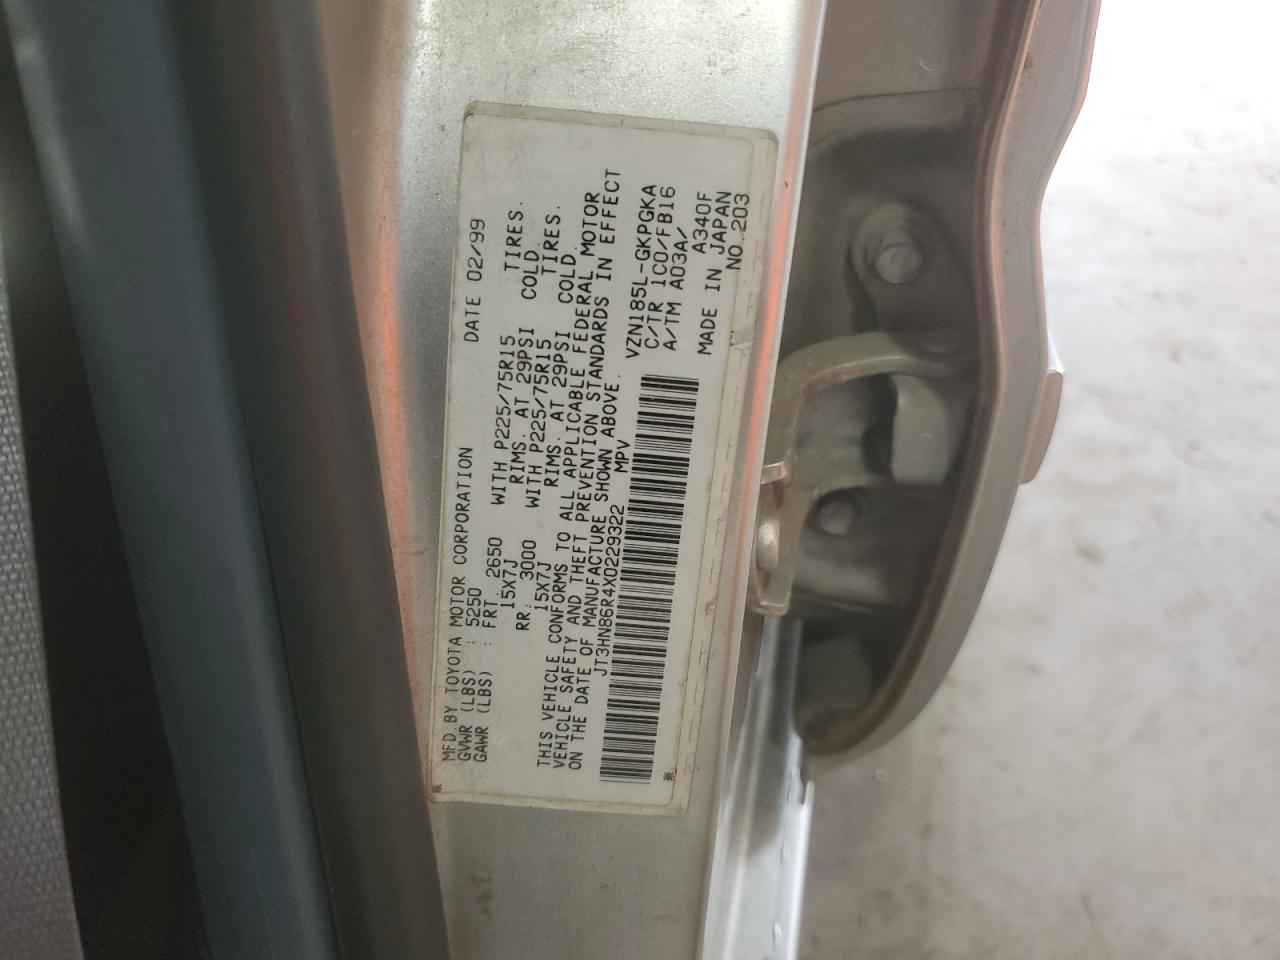 MFD. BY TOYOTA MOTOR CORPORATION DATE 02/99
GVWR (LBS) : 5250
GAWR (LBS) : FRT. 2650 WITH P225/75R15 TIRES.
15X7J RIMS. AT 29PSI COLD.
RR. 3000 WITH P225/75R15 TIRES.
15X7J RIMS. AT 29PSI COLD.
THIS VEHICLE CONFORMS TO ALL APPLICABLE FEDERAL MOTOR
VEHICLE SAFETY AND THEFT PREVENTION STANDARDS IN EFFECT
ON THE DATE OF MANUFACTURE SHOWN ABOVE.
JT3HN86R4X0229322 MPV
VZN185L-GKPGKA
C/TR 1C0/FB16
A/TM A03A/ A340F
MADE IN JAPAN
NO.203